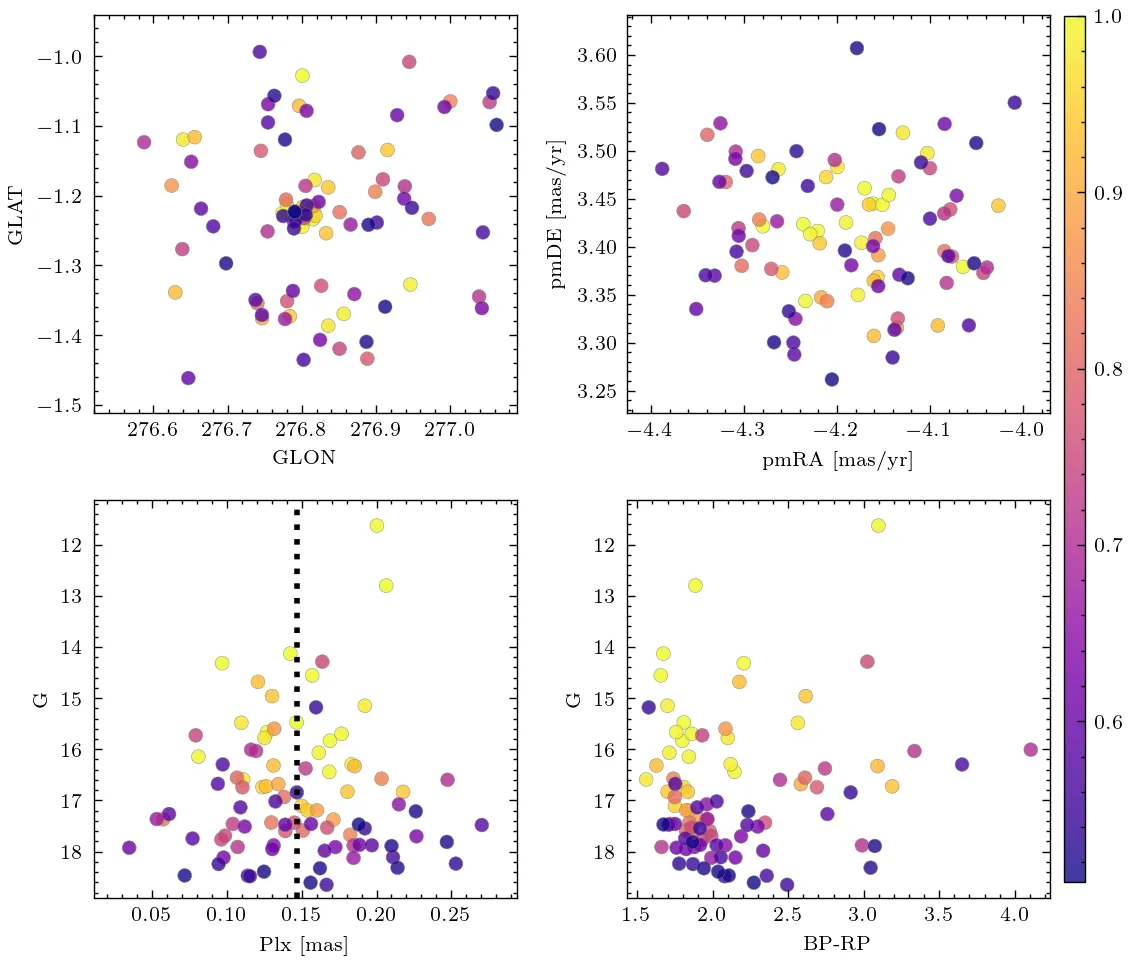 −1.0
−1.1
−1.2
−1.3
−1.4
−1.5
GLAT
276.6 276.7 276.8 276.9 277.0
GLON
3.60
3.55
3.50
3.45
3.40
3.35
3.30
3.25
pmDE [mas/yr]
−4.4 −4.3 −4.2 −4.1 −4.0
pmRA [mas/yr]
1.0
0.9
0.8
0.7
0.6
12
13
14
15
16
17
18
G
0.05 0.10 0.15 0.20 0.25
Plx [mas]
12
13
14
15
16
17
18
G
1.5 2.0 2.5 3.0 3.5 4.0
BP-RP